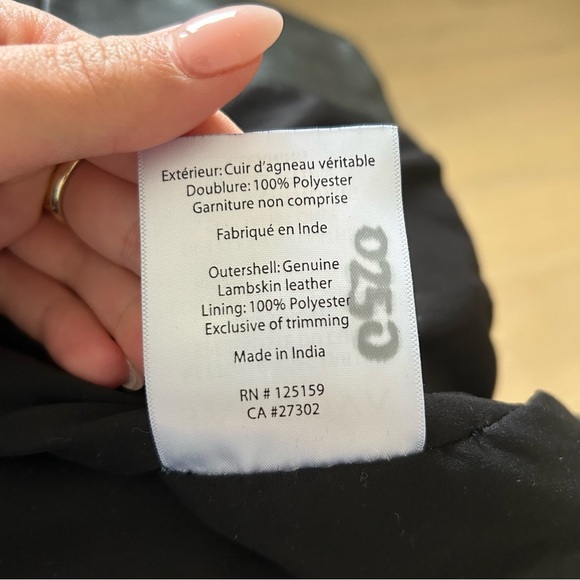 Extérieur: Cuir d'agneau véritable
Doublure: 100% Polyester
Garniture non comprise
Fabriqué en Inde
Outershell: Genuine
Lambskin leather
Lining: 100% Polyester
Exclusive of trimming
Made in India
RN # 125159
CA #27302